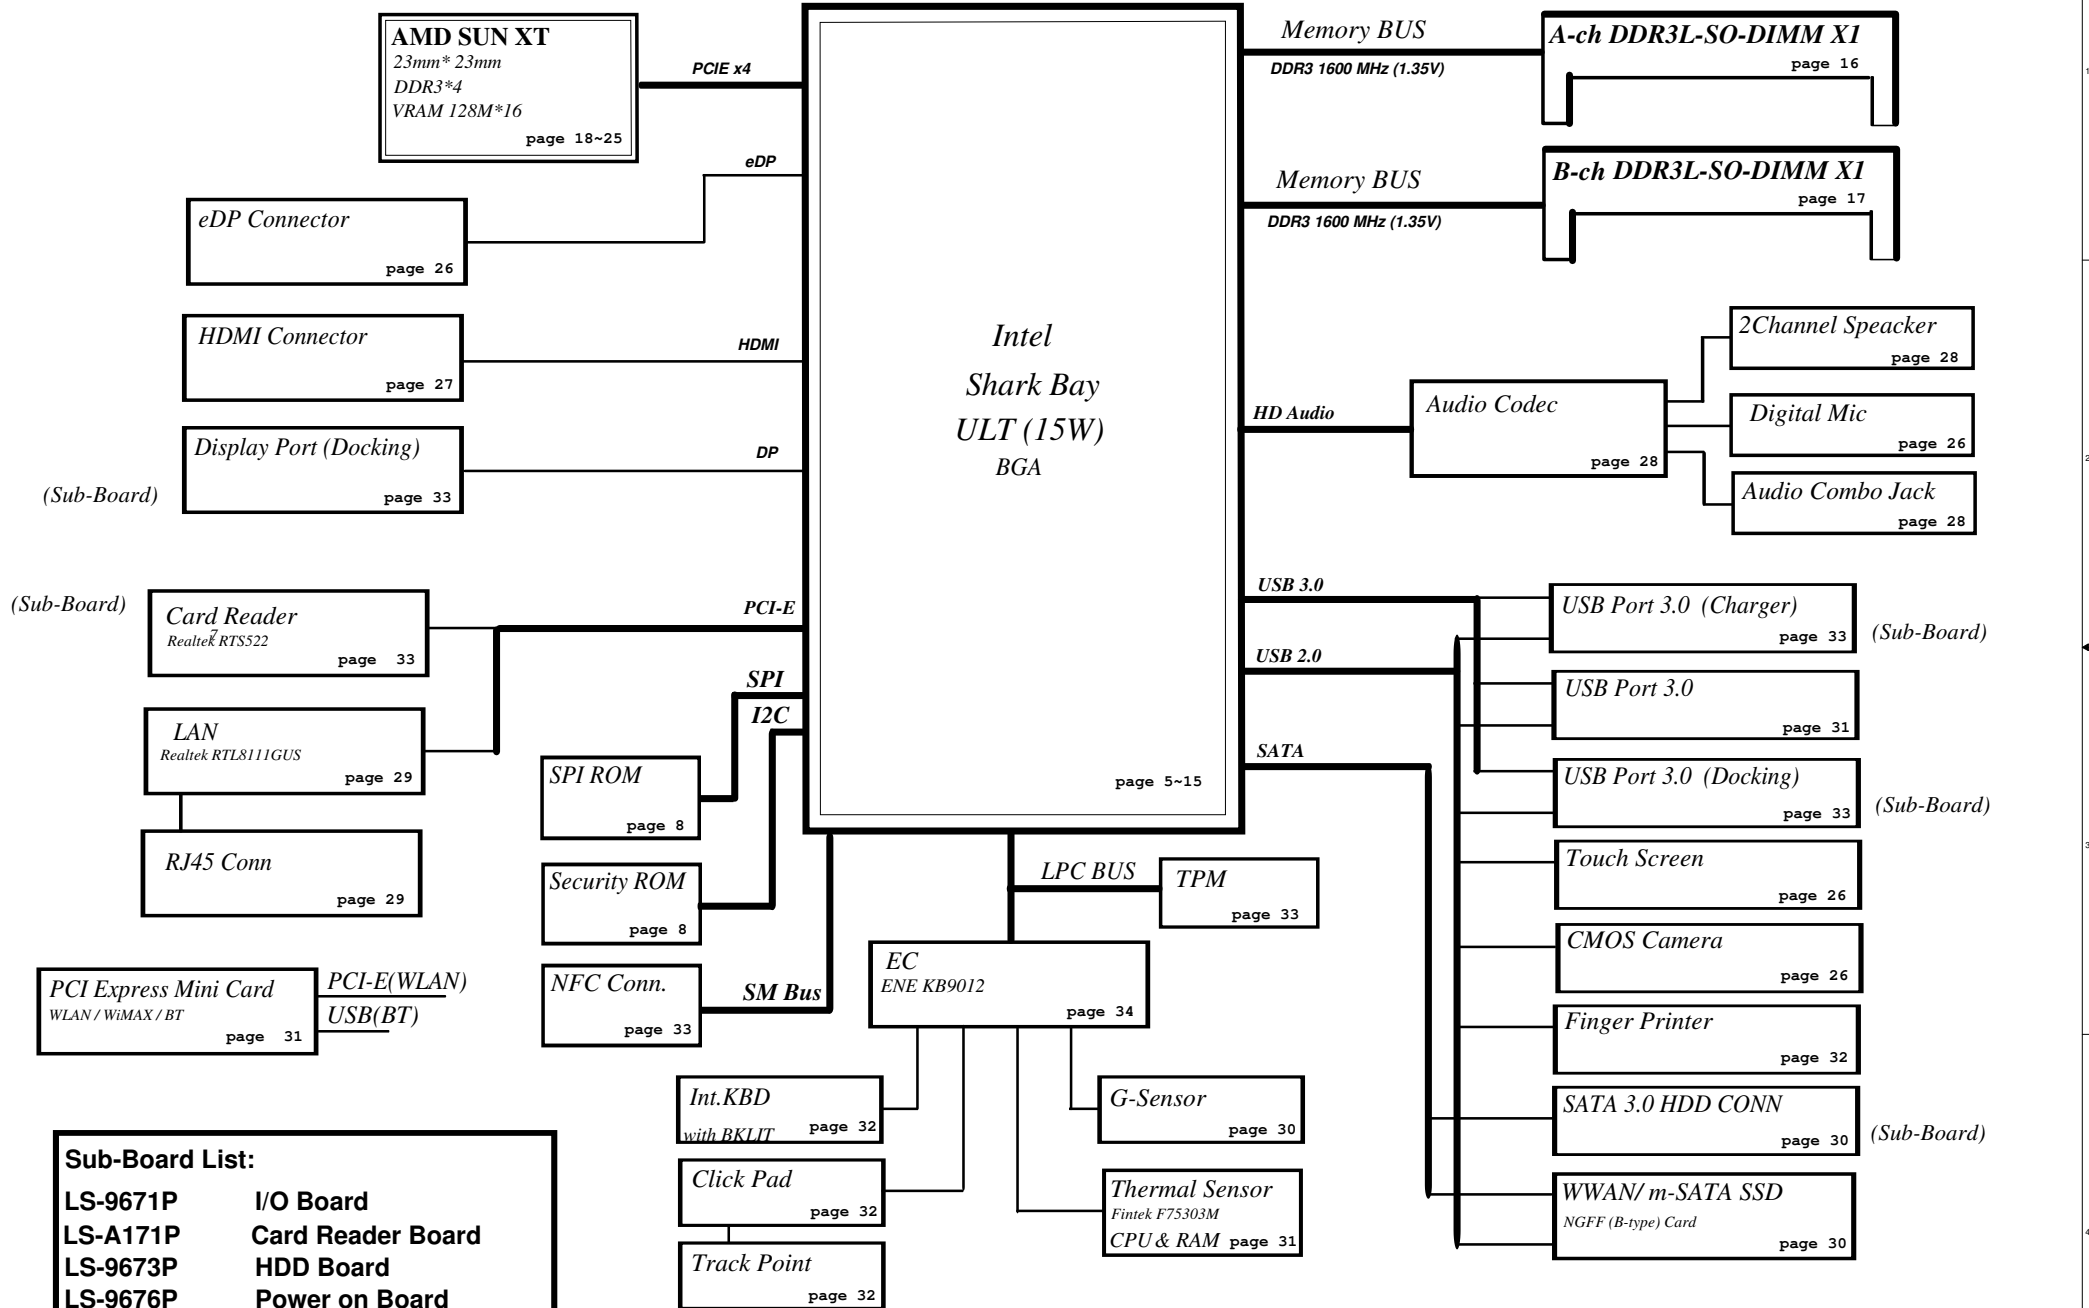 AMD SUN XT
23mm* 23mm
DDR3*4
VRAM 128M*16
page 18~25
PCIE x4
eDP
eDP Connector
page 26
HDMI Connector
page 27
HDMI
Display Port (Docking)
page 33
DP
(Sub-Board)
(Sub-Board)
Card Reader
Realtek RTS522
7
page 33
PCI-E
LAN
Realtek RTL8111GUS
page 29
RJ45 Conn
page 29
PCI Express Mini Card
WLAN / WiMAX / BT
page 31
PCI-E(WLAN)
USB(BT)
SPI
I2C
SPI ROM
page 8
Security ROM
page 8
NFC Conn.
page 33
SM Bus
Intel
Shark Bay
ULT (15W)
BGA
page 5~15
Memory BUS
DDR3 1600 MHz (1.35V)
A-ch DDR3L-SO-DIMM X1
page 16
Memory BUS
DDR3 1600 MHz (1.35V)
B-ch DDR3L-SO-DIMM X1
page 17
HD Audio
Audio Codec
page 28
2Channel Speacker
page 28
Digital Mic
page 26
Audio Combo Jack
page 28
USB 3.0
USB 2.0
SATA
USB Port 3.0 (Charger)
page 33
(Sub-Board)
USB Port 3.0
page 31
USB Port 3.0 (Docking)
page 33
(Sub-Board)
Touch Screen
page 26
CMOS Camera
page 26
Finger Printer
page 32
SATA 3.0 HDD CONN
page 30
(Sub-Board)
WWAN/ m-SATA SSD
NGFF (B-type) Card
page 30
LPC BUS
TPM
page 33
EC
ENE KB9012
page 34
Int.KBD
with BKLIT
page 32
Click Pad
page 32
Track Point
page 32
G-Sensor
page 30
Thermal Sensor
Fintek F75303M
CPU & RAM page 31
Sub-Board List:
LS-9671P I/O Board
LS-A171P Card Reader Board
LS-9673P HDD Board
LS-9676P Power on Board
1
2
3
4